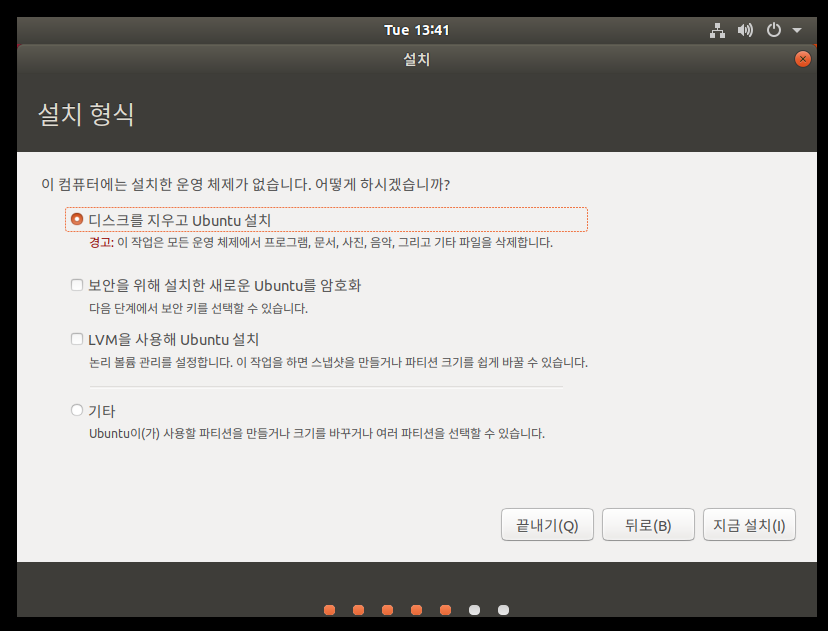 Tue 13:41
설치
설치 형식
이 컴퓨터에는 설치한 운영 체제가 없습니다. 어떻게 하시겠습니까?
디스크를 지우고 Ubuntu 설치
경고: 이 작업은 모든 운영 체제에서 프로그램, 문서, 사진, 음악, 그리고 기타 파일을 삭제합니다.
보안을 위해 설치한 새로운 Ubuntu를 암호화
다음 단계에서 보안 키를 선택할 수 있습니다.
LVM을 사용해 Ubuntu 설치
논리 볼륨 관리를 설정합니다. 이 작업을 하면 스냅샷을 만들거나 파티션 크기를 쉽게 바꿀 수 있습니다.
기타
Ubuntu이(가) 사용할 파티션을 만들거나 크기를 바꾸거나 여러 파티션을 선택할 수 있습니다.
끝내기(Q) 뒤로(B) 지금 설치(I)